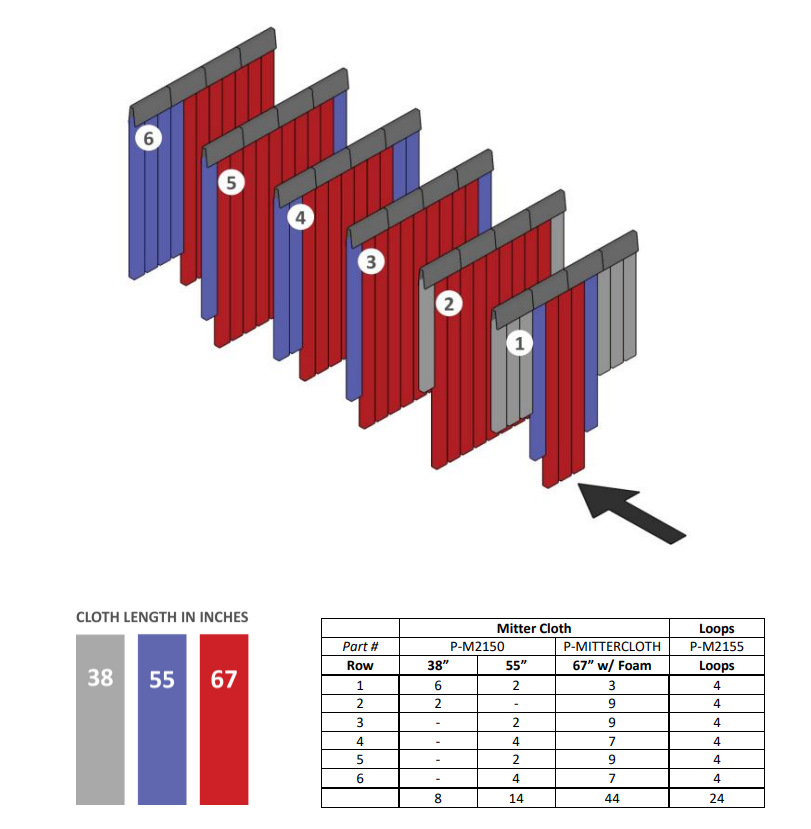 6
5
4
3
2
1
CLOTH LENGTH IN INCHES
38 55 67
Mitter Cloth Loops
Part # P-M2150 P-MITTERCLOTH P-M2155
Row 38” 55” 67” w/ Foam Loops
1 6 2 3 4
2 2 - 9 4
3 - 2 9 4
4 - 4 7 4
5 - 2 9 4
6 - 4 7 4
8 14 44 24